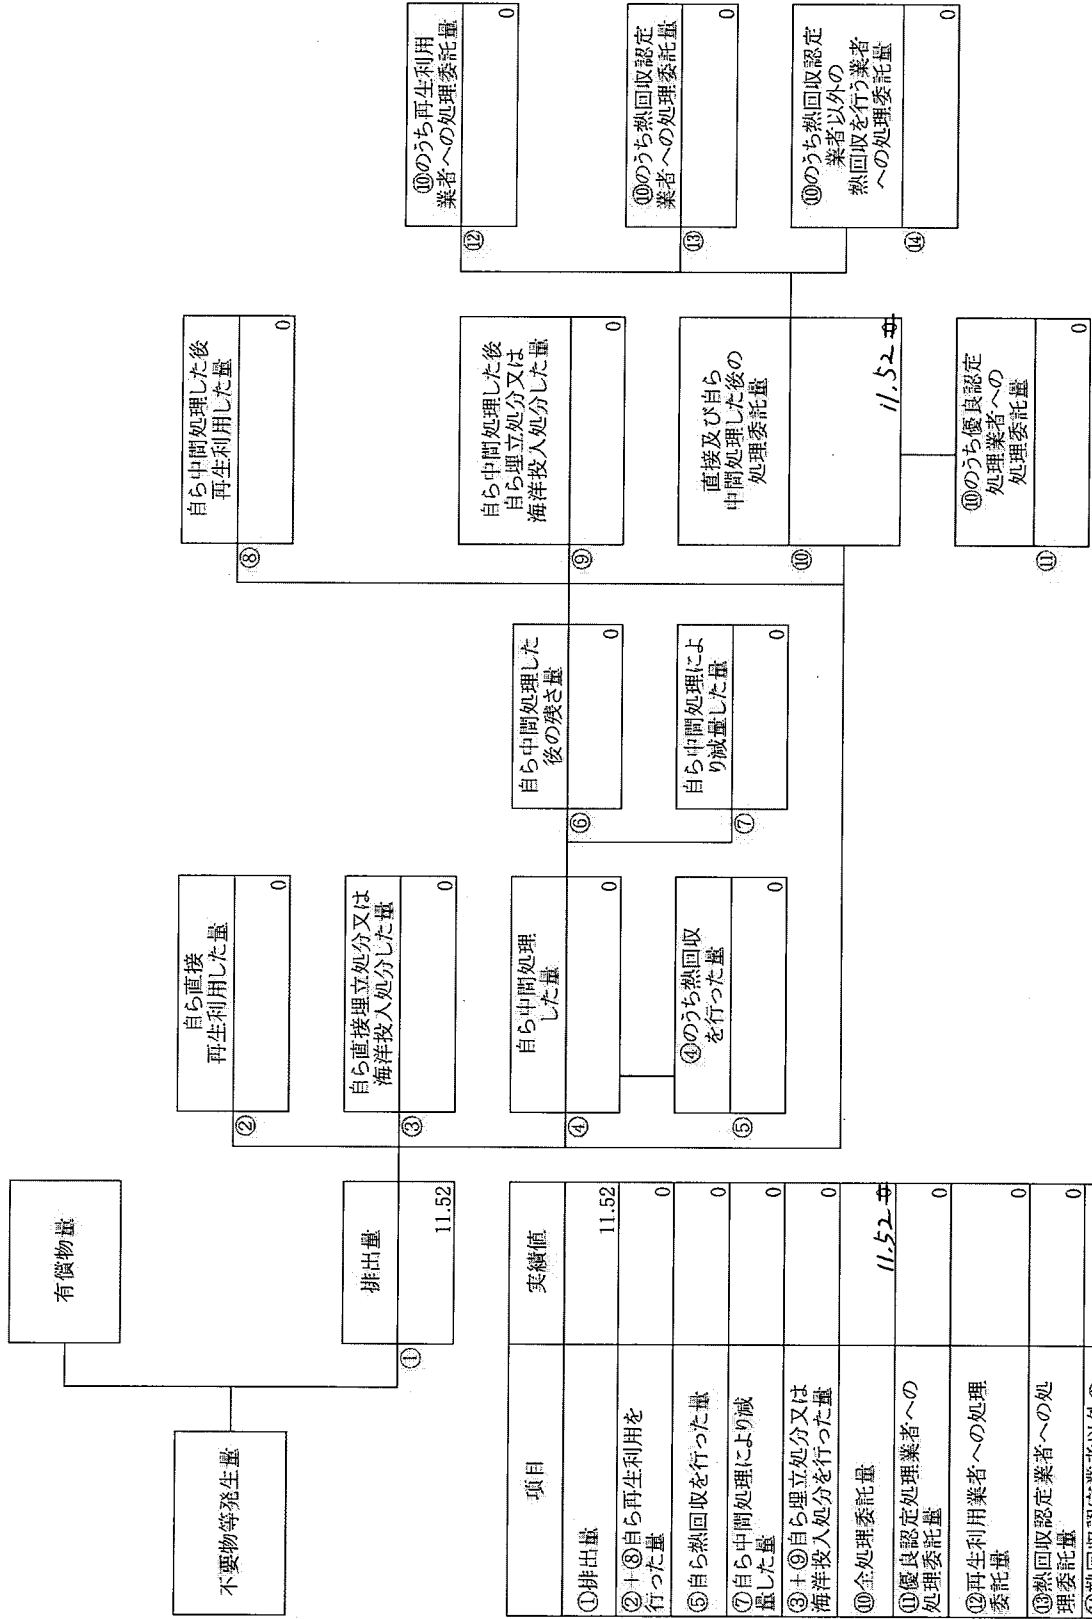 不要物等発生量
有償物量
①
排出量
11.52
②
自ら直接
再生利用した量
0
③
自ら直接埋立処分又は
海洋投入処分した量
0
④
自ら中間処理
した量
0
⑤
④のうち熱回収
を行った量
0
⑥
自ら中間処理した
後の残さ量
0
⑦
自ら中間処理によ
り減量した量
0
⑧
自ら中間処理した後
再生利用した量
0
⑨
自ら中間処理した後
自ら埋立処分又は
海洋投入処分した量
0
⑩
直接及び自ら
中間処理した後の
処理委託量
11.52 0
⑪
⑩のうち優良認定
処理業者への
処理委託量
0
⑫
⑩のうち再生利用
業者への処理委託量
0
⑬
⑩のうち熱回収認定
業者への処理委託量
0
⑭
⑩のうち熱回収認定
業者以外の
熱回収を行う業者
への処理委託量
0
項目 実績値
①排出量 11.52
②+⑧自ら再生利用を
行った量 0
⑤自ら熱回収を行った量 0
⑦自ら中間処理により減
量した量 0
③+⑨自ら埋立処分又は
海洋投入処分を行った量 0
⑩全処理委託量 11.52 0
⑪優良認定処理業者への
処理委託量 0
⑫再生利用業者への処理
委託量 0
⑬熱回収認定業者への処
理委託量 0